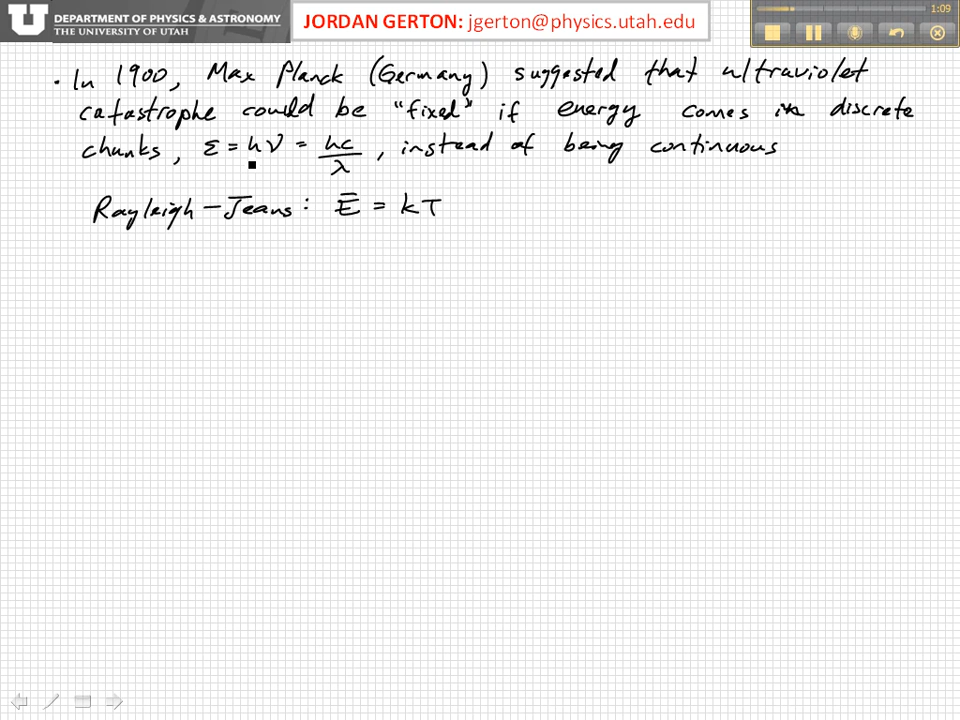 DEPARTMENT OF PHYSICS & ASTRONOMY
THE UNIVERSITY OF UTAH
JORDAN GERTON: jgerton@physics.utah.edu
1:09
• In 1900, Max Planck (Germany) suggested that ultraviolet
catastrophe could be "fixed" if energy comes in discrete
chunks, ε = hν = hc/λ, instead of being continuous
Rayleigh-Jeans: Ē = kT